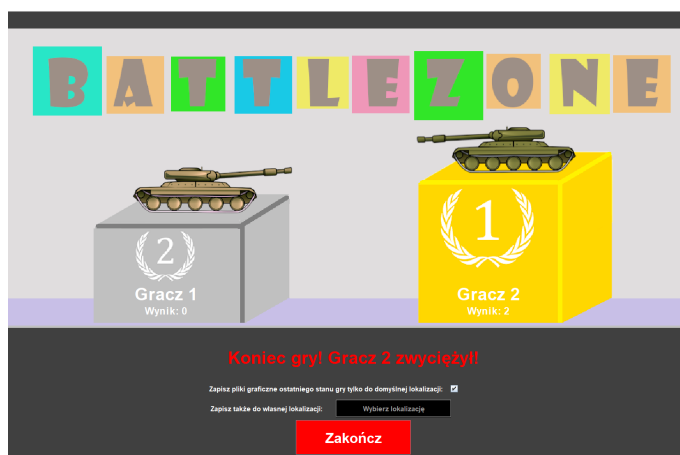 BATTLEZONE
2
Gracz 1
Wynik: 0
1
Gracz 2
Wynik: 2
Koniec gry! Gracz 2 zwyciężył!
Zapisz pliki graficzne ostatniego stanu gry tylko do domyślnej lokalizacji:
Zapisz także do własnej lokalizacji:
Wybierz lokalizację
Zakończ